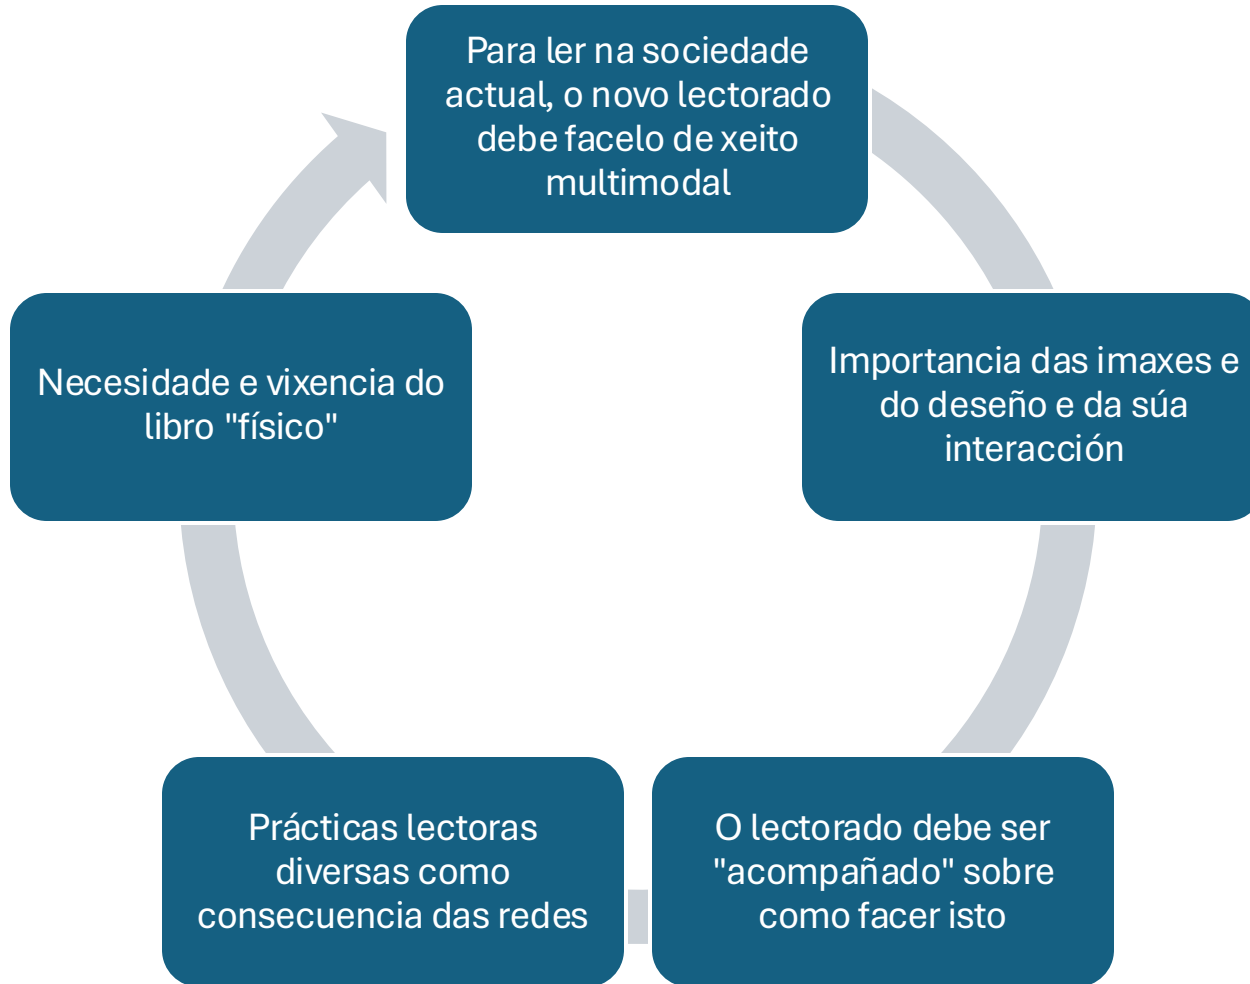 Para ler na sociedade
actual, o novo lectorado
debe facelo de xeito
multimodal
Importancia das imaxes e
do deseño e da súa
interacción
O lectorado debe ser
"acompañado" sobre
como facer isto
Prácticas lectoras
diversas como
consecuencia das redes
Necesidade e vixencia do
libro "físico"